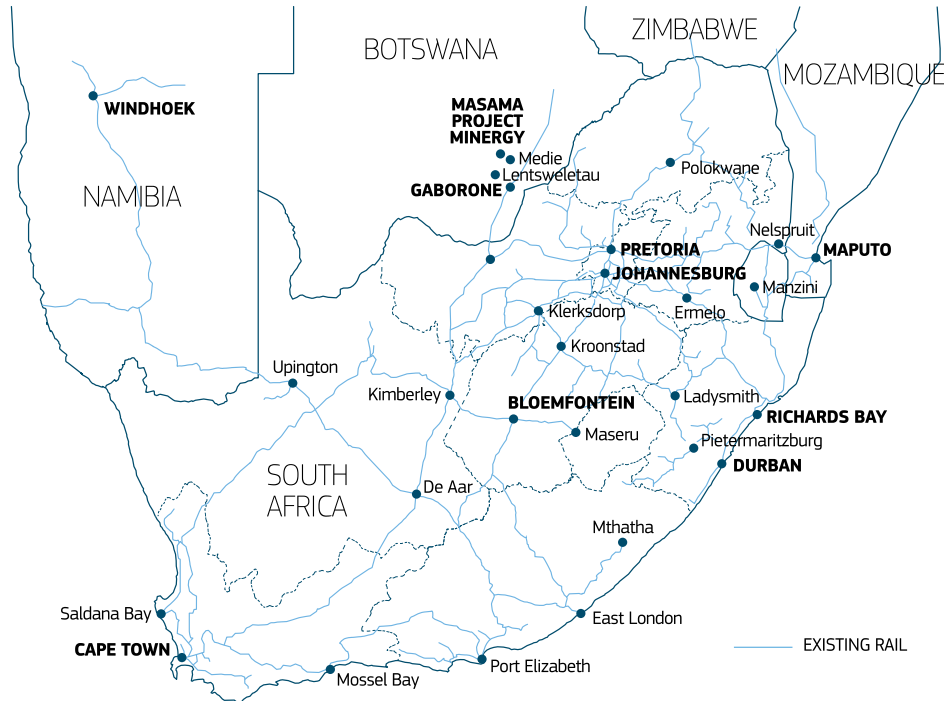 ZIMBABWE
BOTSWANA
MOZAMBIQUE
WINDHOEK
MASAMA
PROJECT
MINERGY
Medie
Lentsweletau
Polokwane
GABORONE
NAMIBIA
Nelspruit
PRETORIA
MAPUTO
JOHANNESBURG
Manzini
Klerksdorp
Ermelo
Kroonstad
Upington
Kimberley
Ladysmith
BLOEMFONTEIN
RICHARDS BAY
Maseru
Pietermaritzburg
DURBAN
SOUTH
AFRICA
De Aar
Mthatha
Saldana Bay
East London
CAPE TOWN
EXISTING RAIL
Port Elizabeth
Mossel Bay